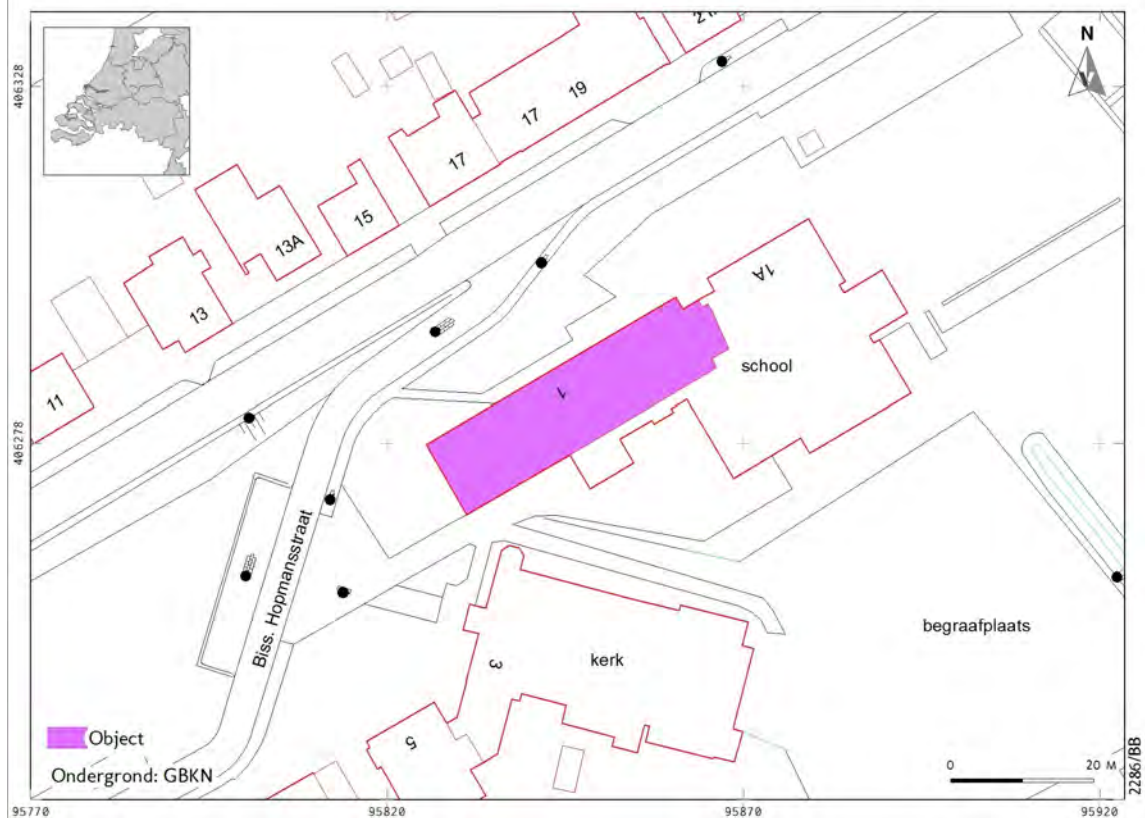 N
406328
21A
19
17
17
15
13A
13
11
1A
1
school
406278
Biss. Hopmansstraat
3
kerk
begraafplaats
5
Object
Ondergrond: GBKN
0 20 M
2286/BB
95770 95820 95870 95920